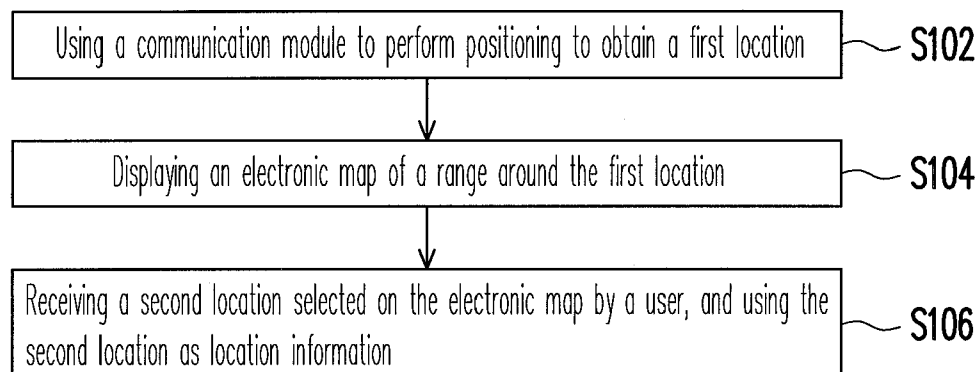 Using a communication module to perform positioning to obtain a first location
S102
Displaying an electronic map of a range around the first location
S104
Receiving a second location selected on the electronic map by a user, and using the
second location as location information
S106